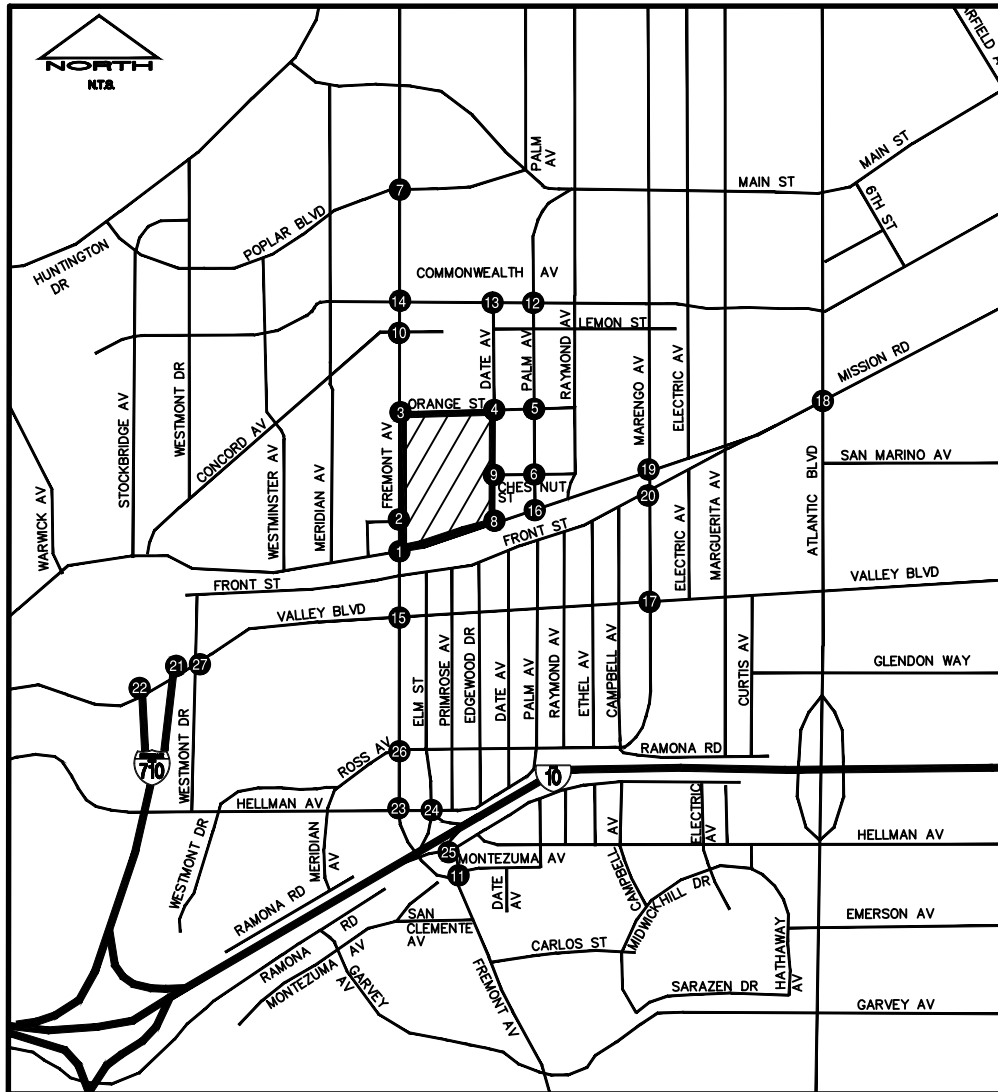 NORTH
N.T.S.
GARFIELD AV
PALM
AV
MAIN ST
MAIN ST
6TH ST
HUNTINGTON
DR
POPLAR BLVD
7
COMMONWEALTH AV
14
13
12
10
LEMON ST
STOCKBRIDGE AV
WESTMONT DR
CONCORD AV
WESTMINSTER AV
MERIDIAN AV
FREMONT AV
DATE AV
PALM AV
RAYMOND AV
MARENGO AV
ELECTRIC AV
MISSION RD
18
3
ORANGE ST
4
5
WARWICK AV
19
SAN MARINO AV
9
6
CHESTNUT
ST
20
2
8
16
1
FRONT ST
FRONT ST
ELECTRIC AV
MARGUERITA AV
ATLANTIC BLVD
VALLEY BLVD
VALLEY BLVD
15
17
21
27
22
GLENDON WAY
ELM ST
PRIMROSE AV
EDGEWOOD DR
DATE AV
PALM AV
RAYMOND AV
ETHEL AV
CAMPBELL AV
CURTIS AV
WESTMONT DR
710
ROSS AV
26
RAMONA RD
10
HELLMAN AV
23
24
HELLMAN AV
WESTMONT DR
MERIDIAN
AV
25
MONTEZUMA AV
11
CAMPBELL AV
ELECTRIC
AV
RAMONA RD
DATE
AV
MIDWICKHILL DR
SAN
CLEMENTE
AV
EMERSON AV
RAMONA RD
MONTEZUMA AV
GARVEY
AV
CARLOS ST
HATHAWAY
AV
FREMONT AV
SARAZEN DR
GARVEY AV